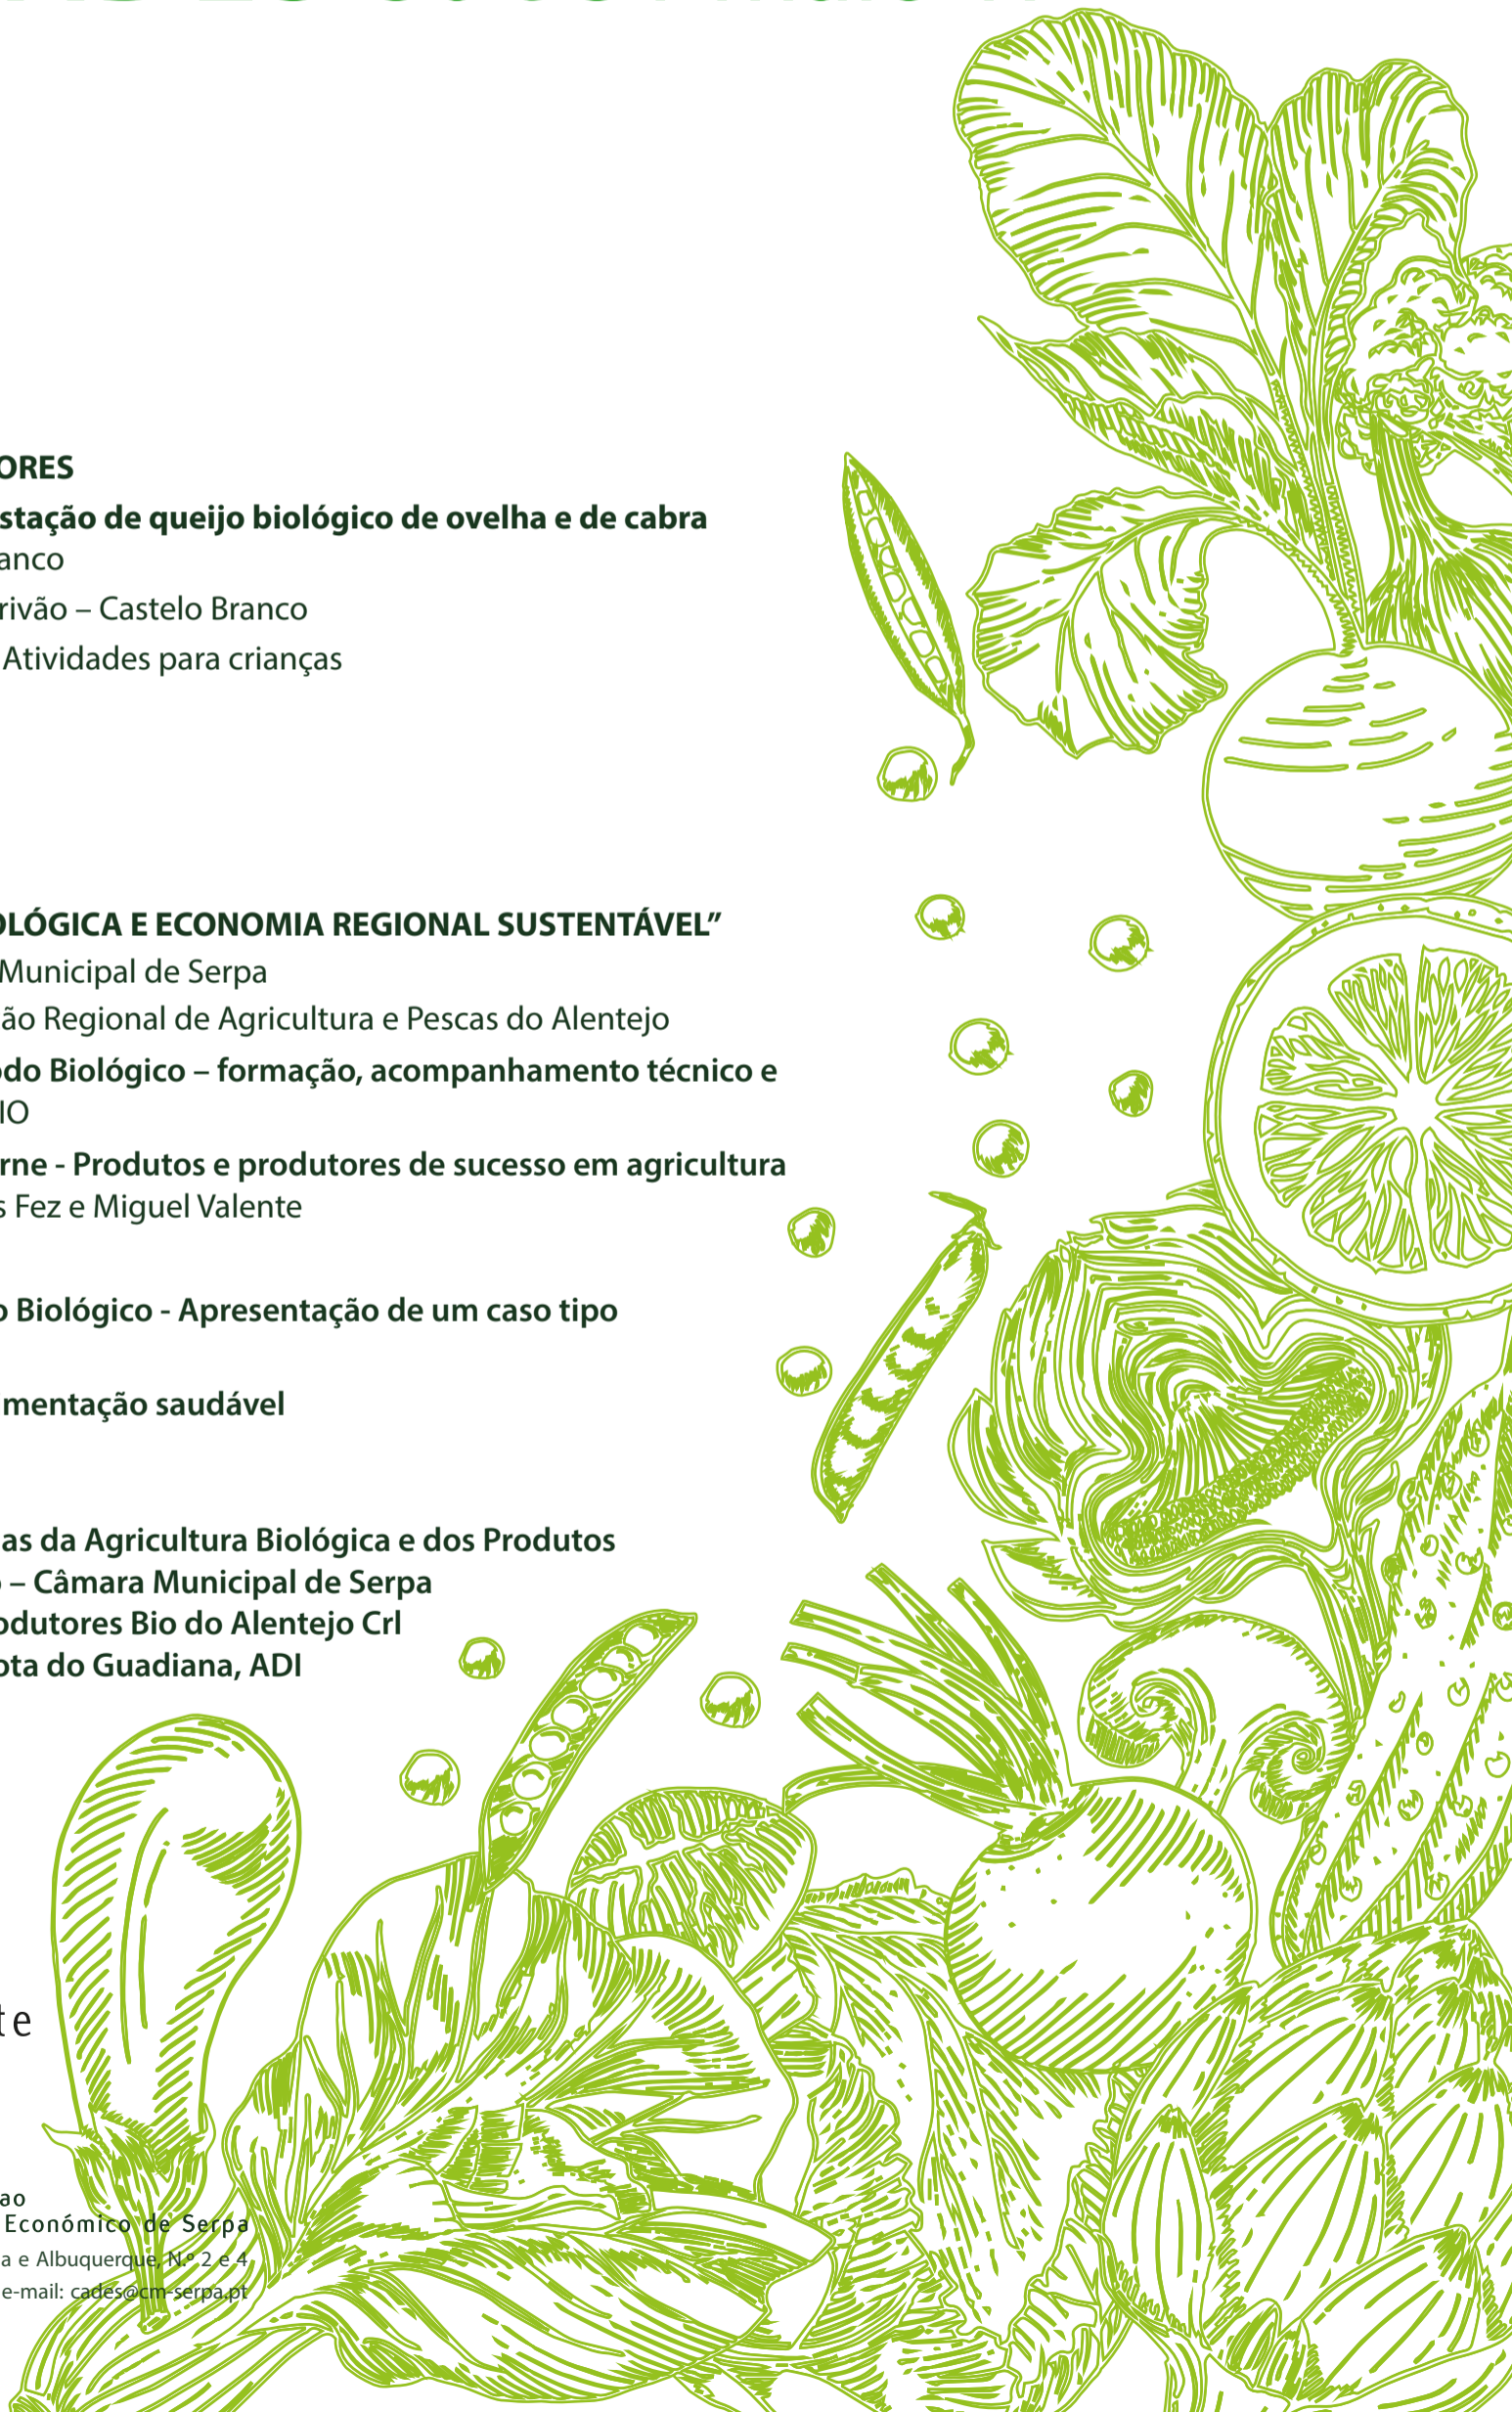 ORES
stação de queijo biológico de ovelha e de cabra
anco
rivão – Castelo Branco
Atividades para crianças
OLÓGICA E ECONOMIA REGIONAL SUSTENTÁVEL”
Municipal de Serpa
ão Regional de Agricultura e Pescas do Alentejo
odo Biológico – formação, acompanhamento técnico e
IO
rne - Produtos e produtores de sucesso em agricultura
s Fez e Miguel Valente
o Biológico - Apresentação de um caso tipo
mentação saudável
as da Agricultura Biológica e dos Produtos
o – Câmara Municipal de Serpa
odutores Bio do Alentejo Crl
ota do Guadiana, ADI
te
ao
Económico de Serpa
a e Albuquerque, N.º 2 e 4
e-mail: cades@cm-serpa.pt